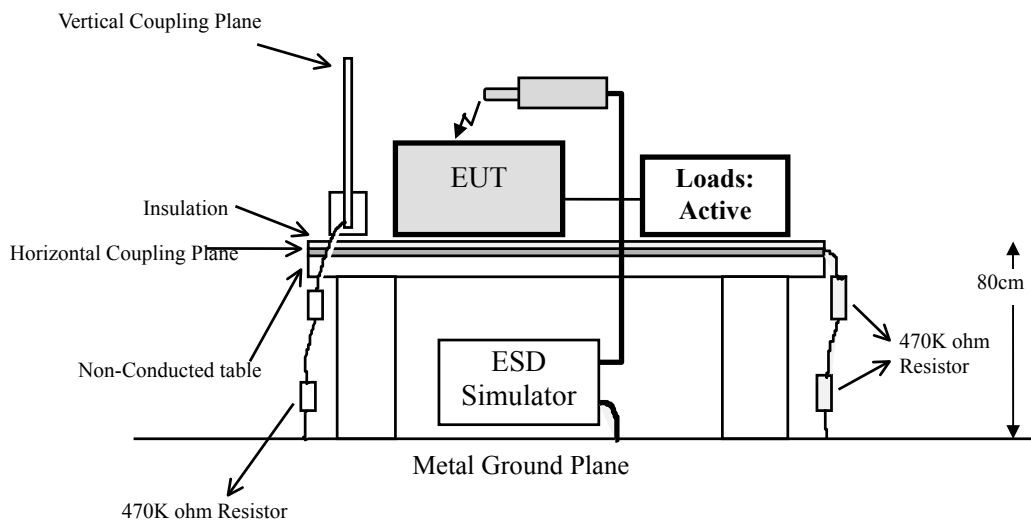 Vertical Coupling Plane
EUT
Loads:
Active
Insulation
Horizontal Coupling Plane
80cm
470K ohm
Resistor
Non-Conducted table
ESD
Simulator
Metal Ground Plane
470K ohm Resistor